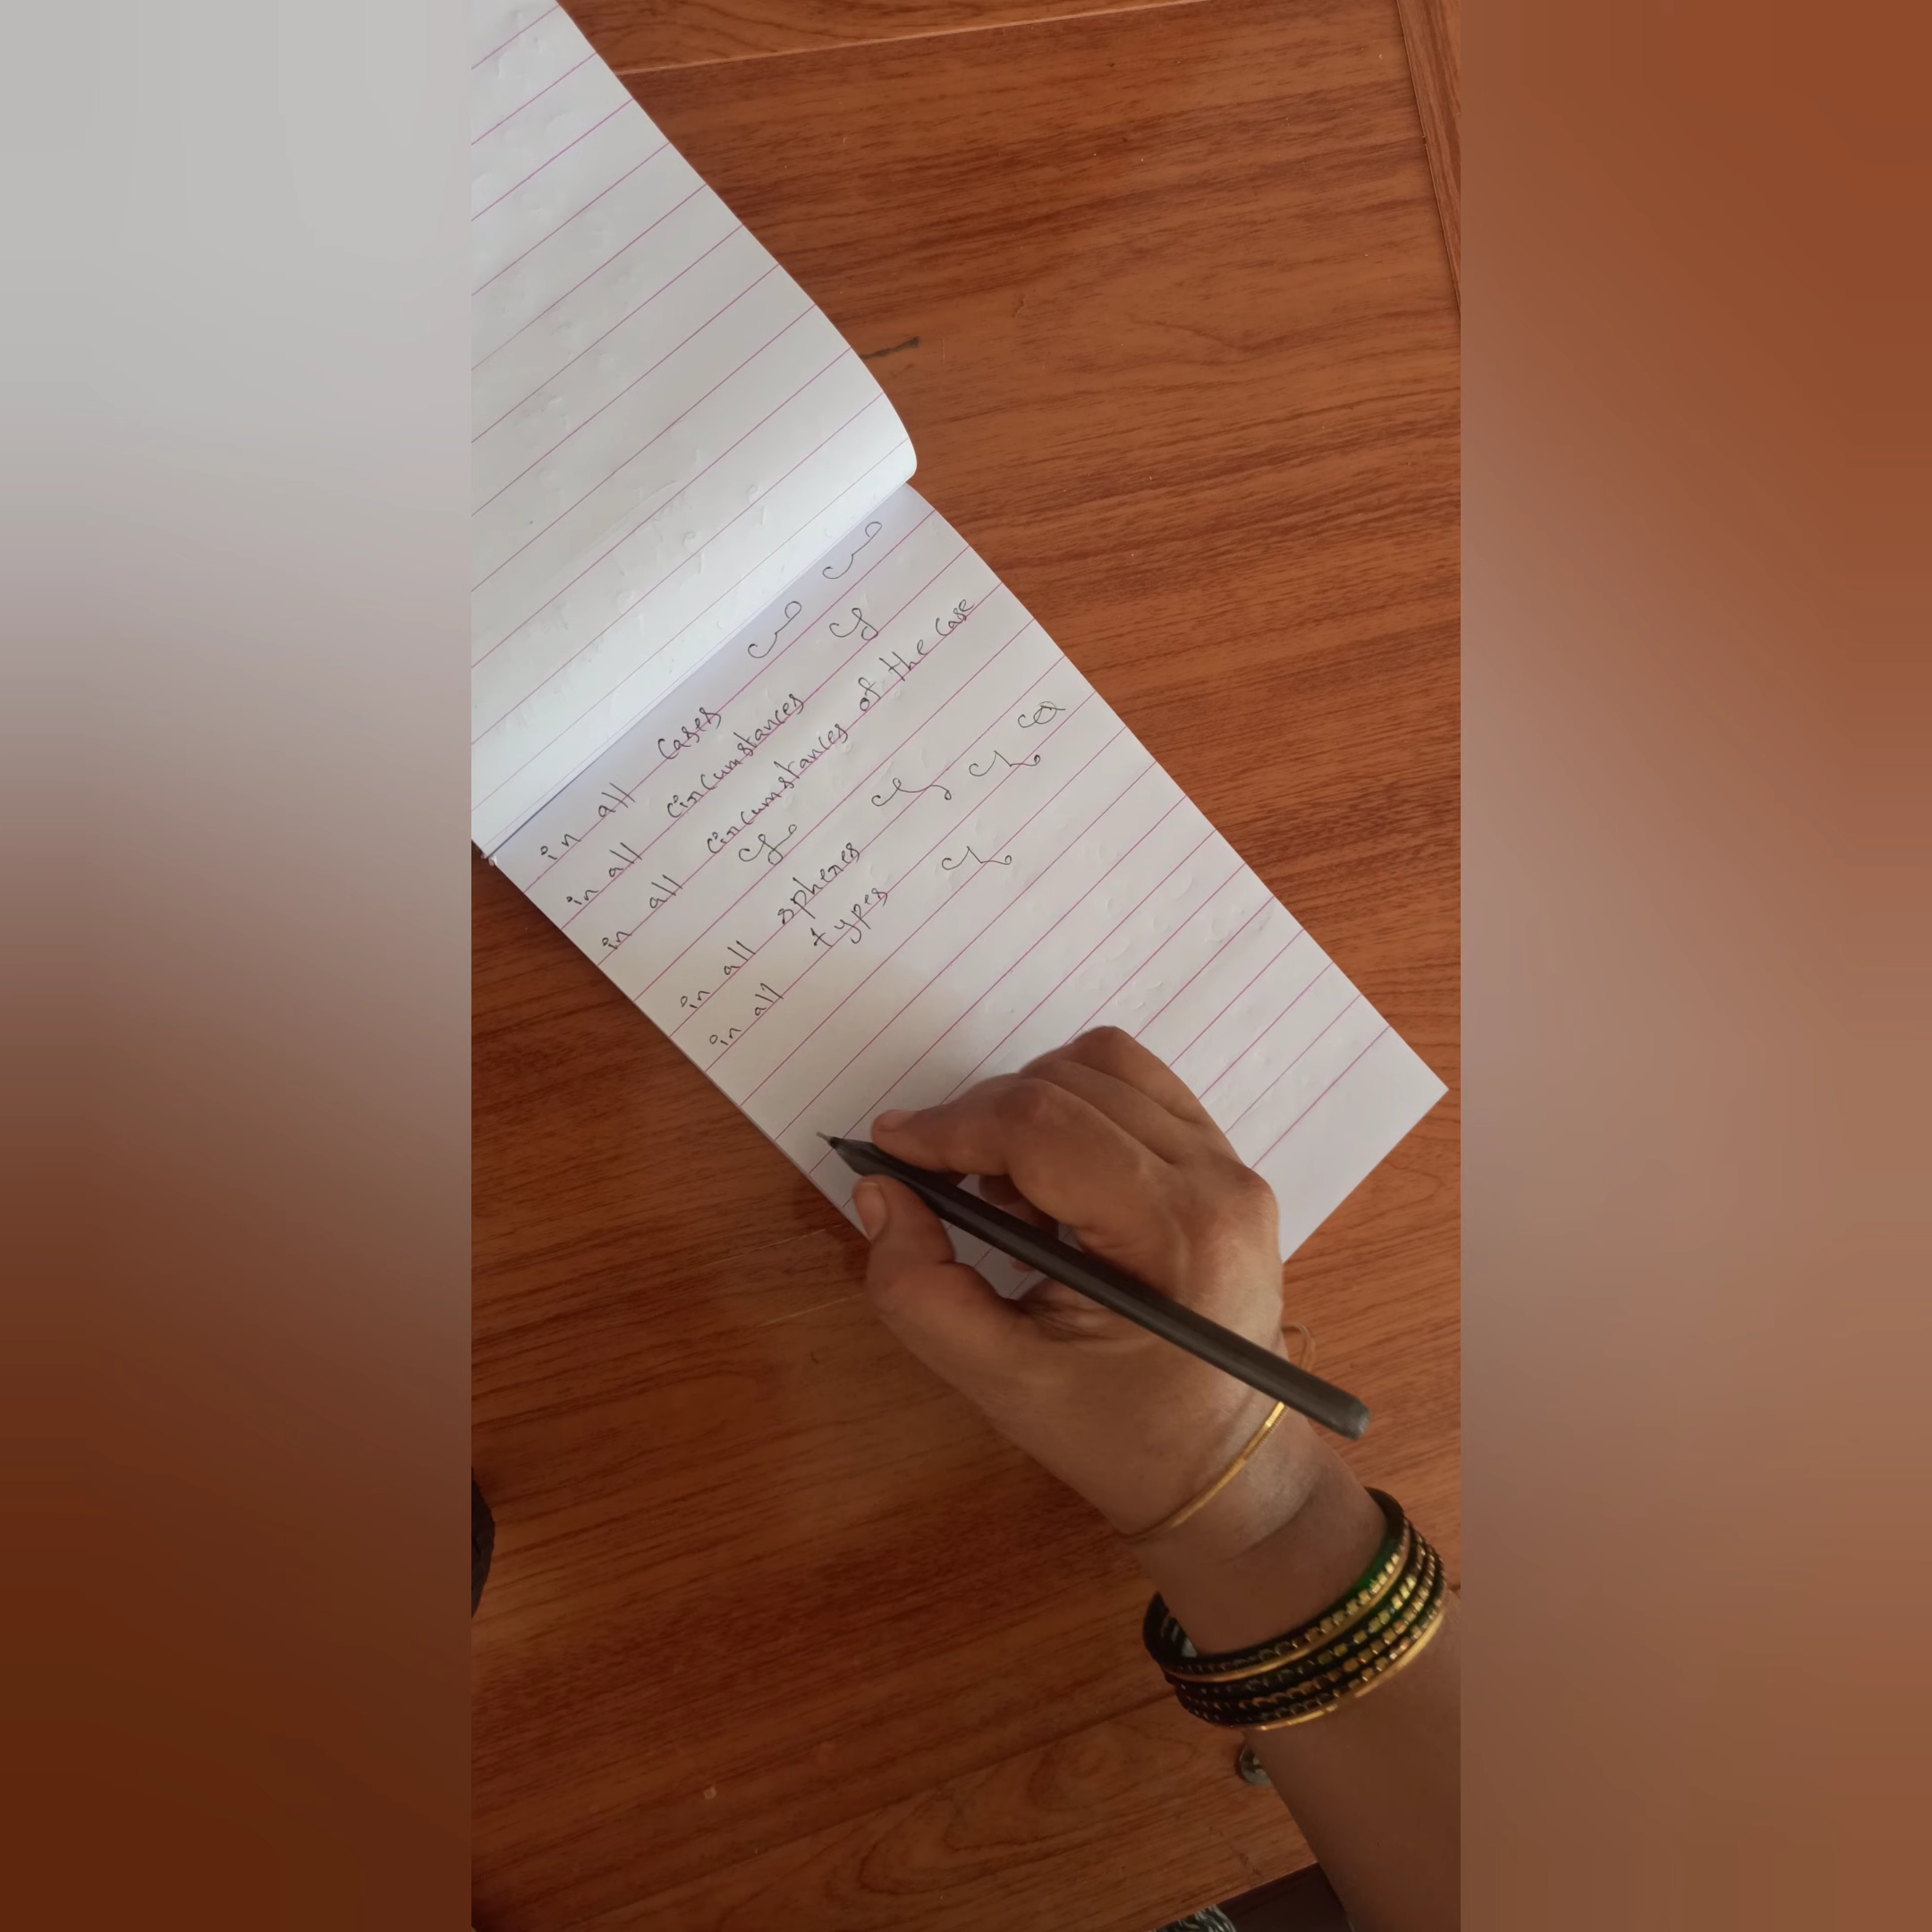 in all cases
in all circumstances
in all circumstances of the case
in all spheres
in all types